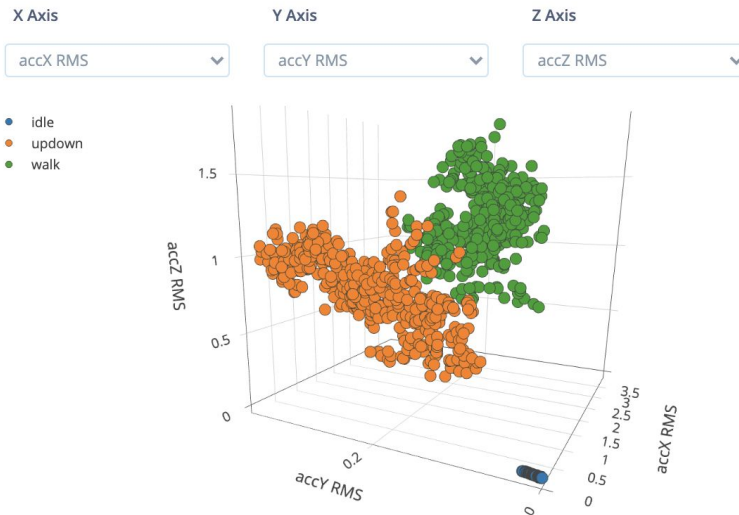 X Axis Y Axis Z Axis
accX RMS accY RMS accZ RMS
idle
updown
walk
1.5
1
0.5
0
accZ RMS
0.2
0
accY RMS
3.5
3
2.5
2
1.5
1
0.5
0
accX RMS